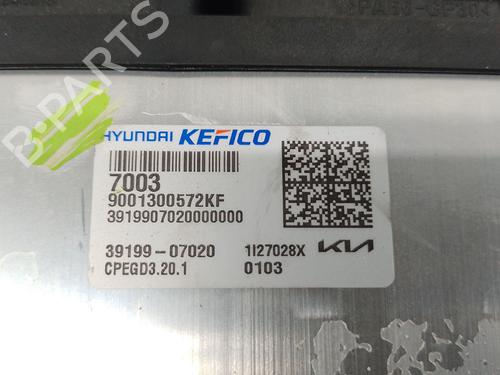 B-PARTS
HYUNDAI KEFICO
7003
9001300572KF
3919907020000000
39199-07020 1I27028X KIA
CPEGD3.20.1 0103